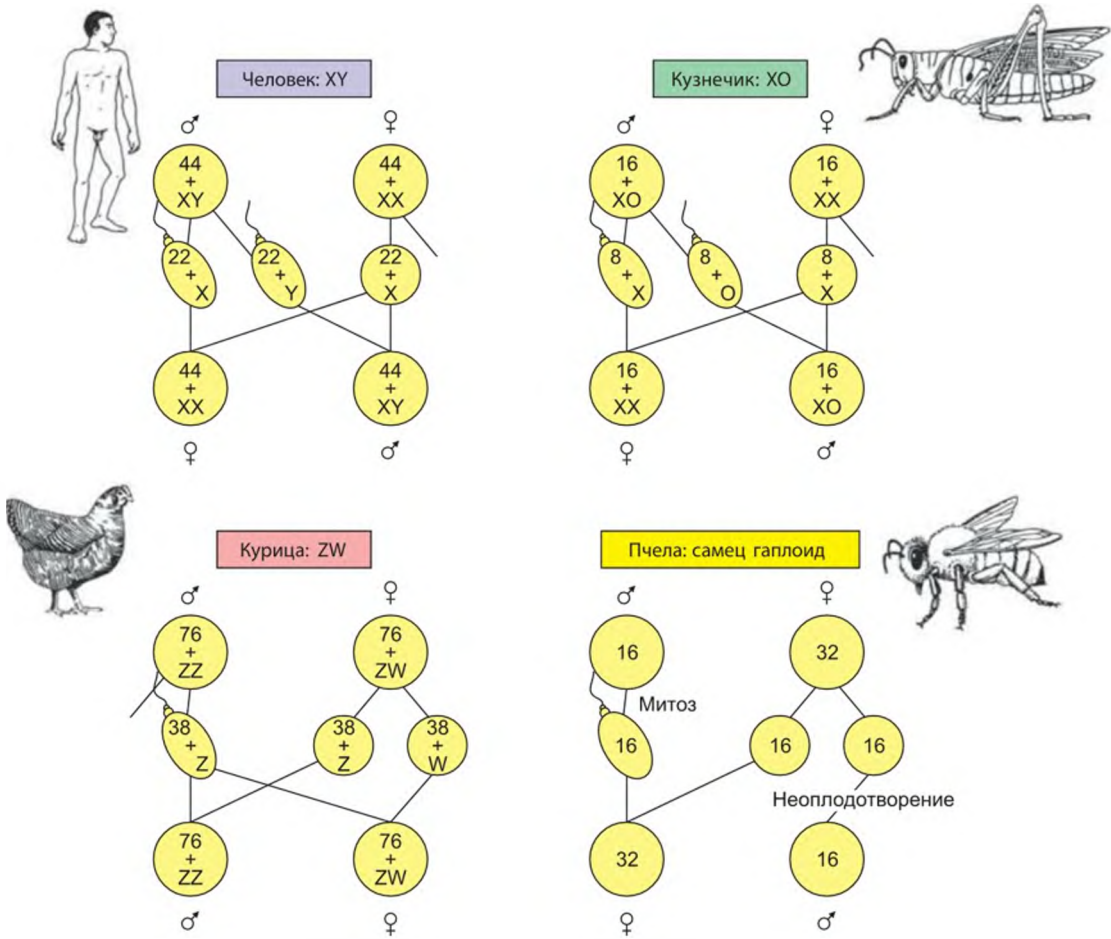 Человек: XY
♂ ♀
44 + XY
44 + XX
22 + X
22 + Y
22 + X
44 + XX
44 + XY
♀ ♂
Кузнечик: XO
♂ ♀
16 + XO
16 + XX
8 + X
8 + O
8 + X
16 + XX
16 + XO
♀ ♂
Курица: ZW
♂ ♀
76 + ZZ
76 + ZW
38 + Z
38 + Z
38 + W
76 + ZZ
76 + ZW
♂ ♀
Пчела: самец гаплоид
♂ ♀
16
32
Митоз
16
16
16
Неоплодотворение
32
16
♀ ♂